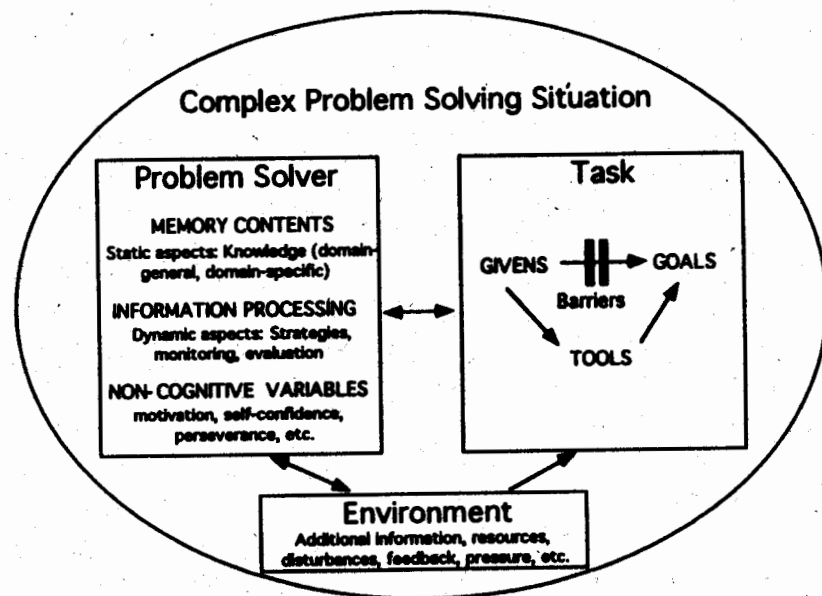 Complex Problem Solving Situation
Problem Solver
MEMORY CONTENTS
Static aspects: Knowledge (domain-
general, domain-specific)
INFORMATION PROCESSING
Dynamic aspects: Strategies,
monitoring, evaluation
NON-COGNITIVE VARIABLES
motivation, self-confidence,
perseverance, etc.
Task
GIVENS
GOALS
Barriers
TOOLS
Environment
Additional information, resources,
disturbances, feedback, pressure, etc.